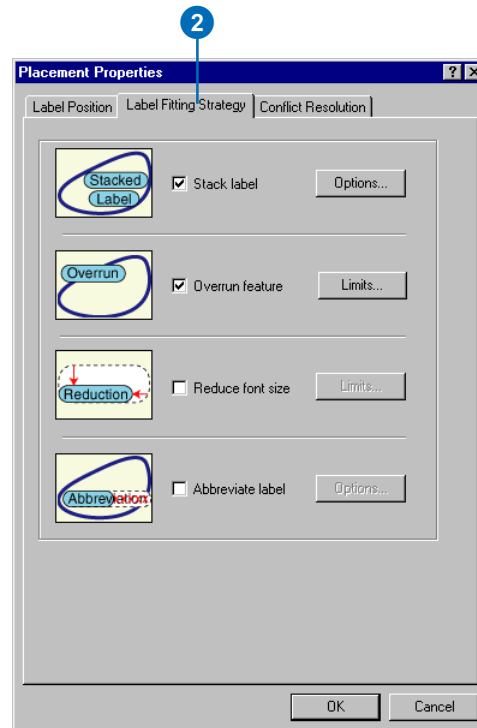 2
Placement Properties
Label Position Label Fitting Strategy Conflict Resolution
Stacked
Label
Stack label Options...
Overrun
Overrun feature Limits...
Reduction
Reduce font size Limits...
Abbreviation
Abbreviate label Options...
OK Cancel